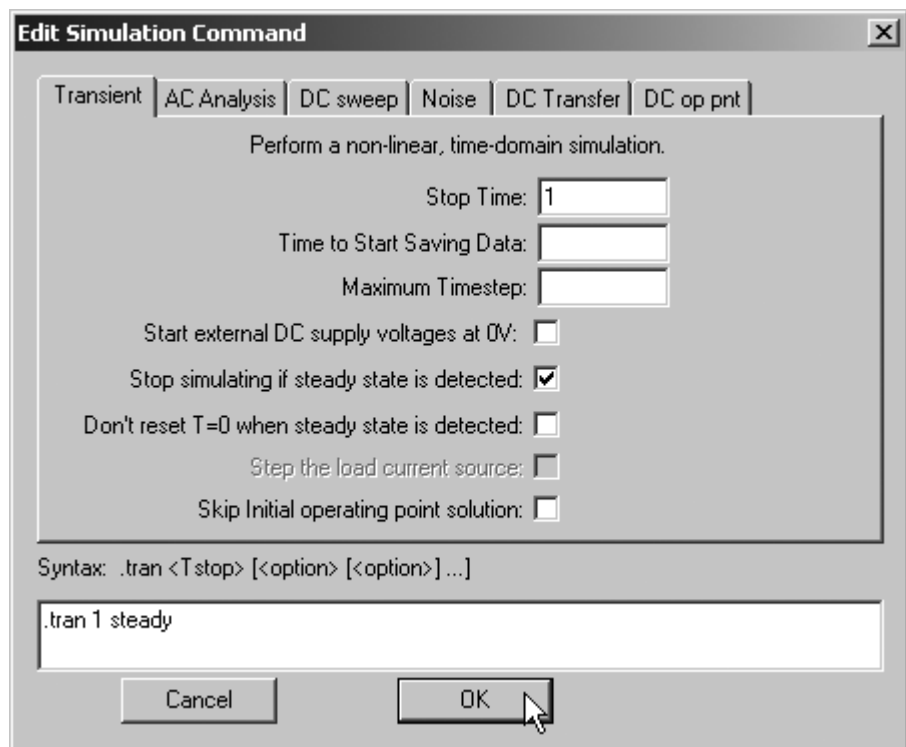 Edit Simulation Command
Transient AC Analysis DC sweep Noise DC Transfer DC op pnt
Perform a non-linear, time-domain simulation.
Stop Time: 1
Time to Start Saving Data:
Maximum Timestep:
Start external DC supply voltages at 0V:
Stop simulating if steady state is detected:
Don't reset T=0 when steady state is detected:
Step the load current source:
Skip Initial operating point solution:
Syntax: .tran <Tstop> [<option> [<option>] ...]
.tran 1 steady
Cancel OK